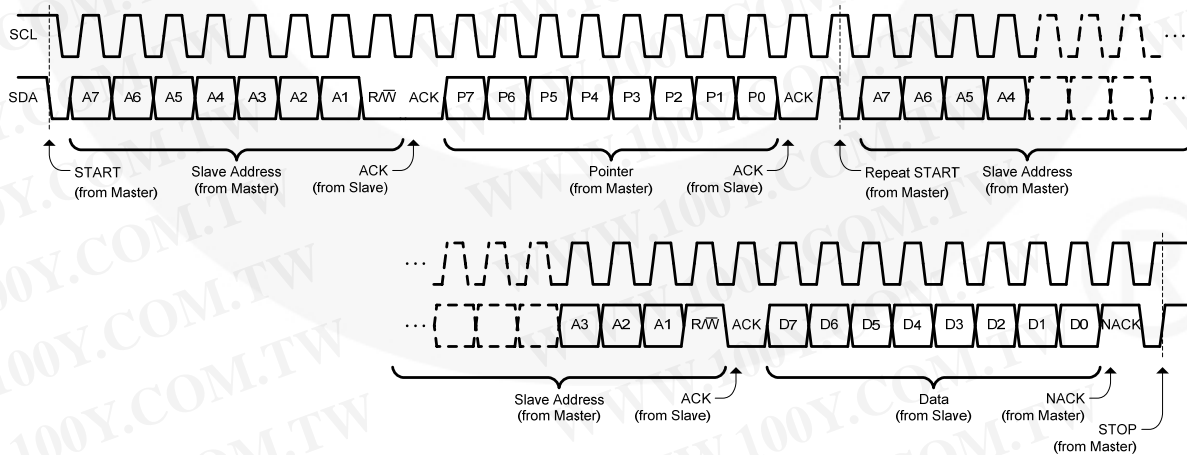 SCL
SDA A7 A6 A5 A4 A3 A2 A1 R/W̅ ACK P7 P6 P5 P4 P3 P2 P1 P0 ACK A7 A6 A5 A4
START
(from Master)
Slave Address
(from Master)
ACK
(from Slave)
Pointer
(from Master)
ACK
(from Slave)
Repeat START
(from Master)
Slave Address
(from Master)
A3 A2 A1 R/W̅ ACK D7 D6 D5 D4 D3 D2 D1 D0 NACK
Slave Address
(from Master)
ACK
(from Slave)
Data
(from Slave)
NACK
(from Master)
STOP
(from Master)
WWW.100Y.COM.TW